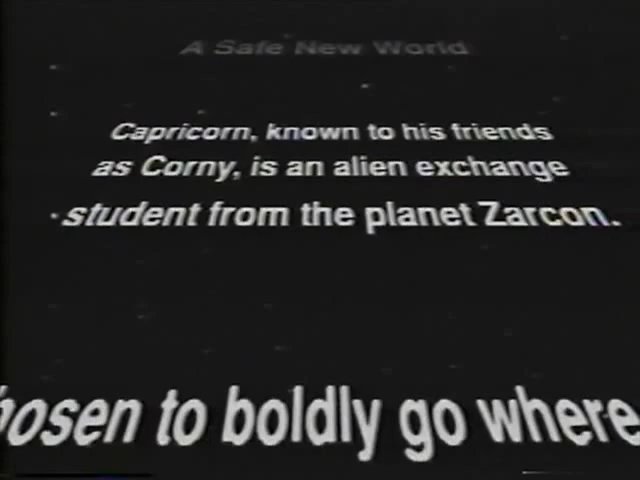 A Safe New World
Capricorn, known to his friends
as Corny, is an alien exchange
student from the planet Zarcon.
hosen to boldly go where